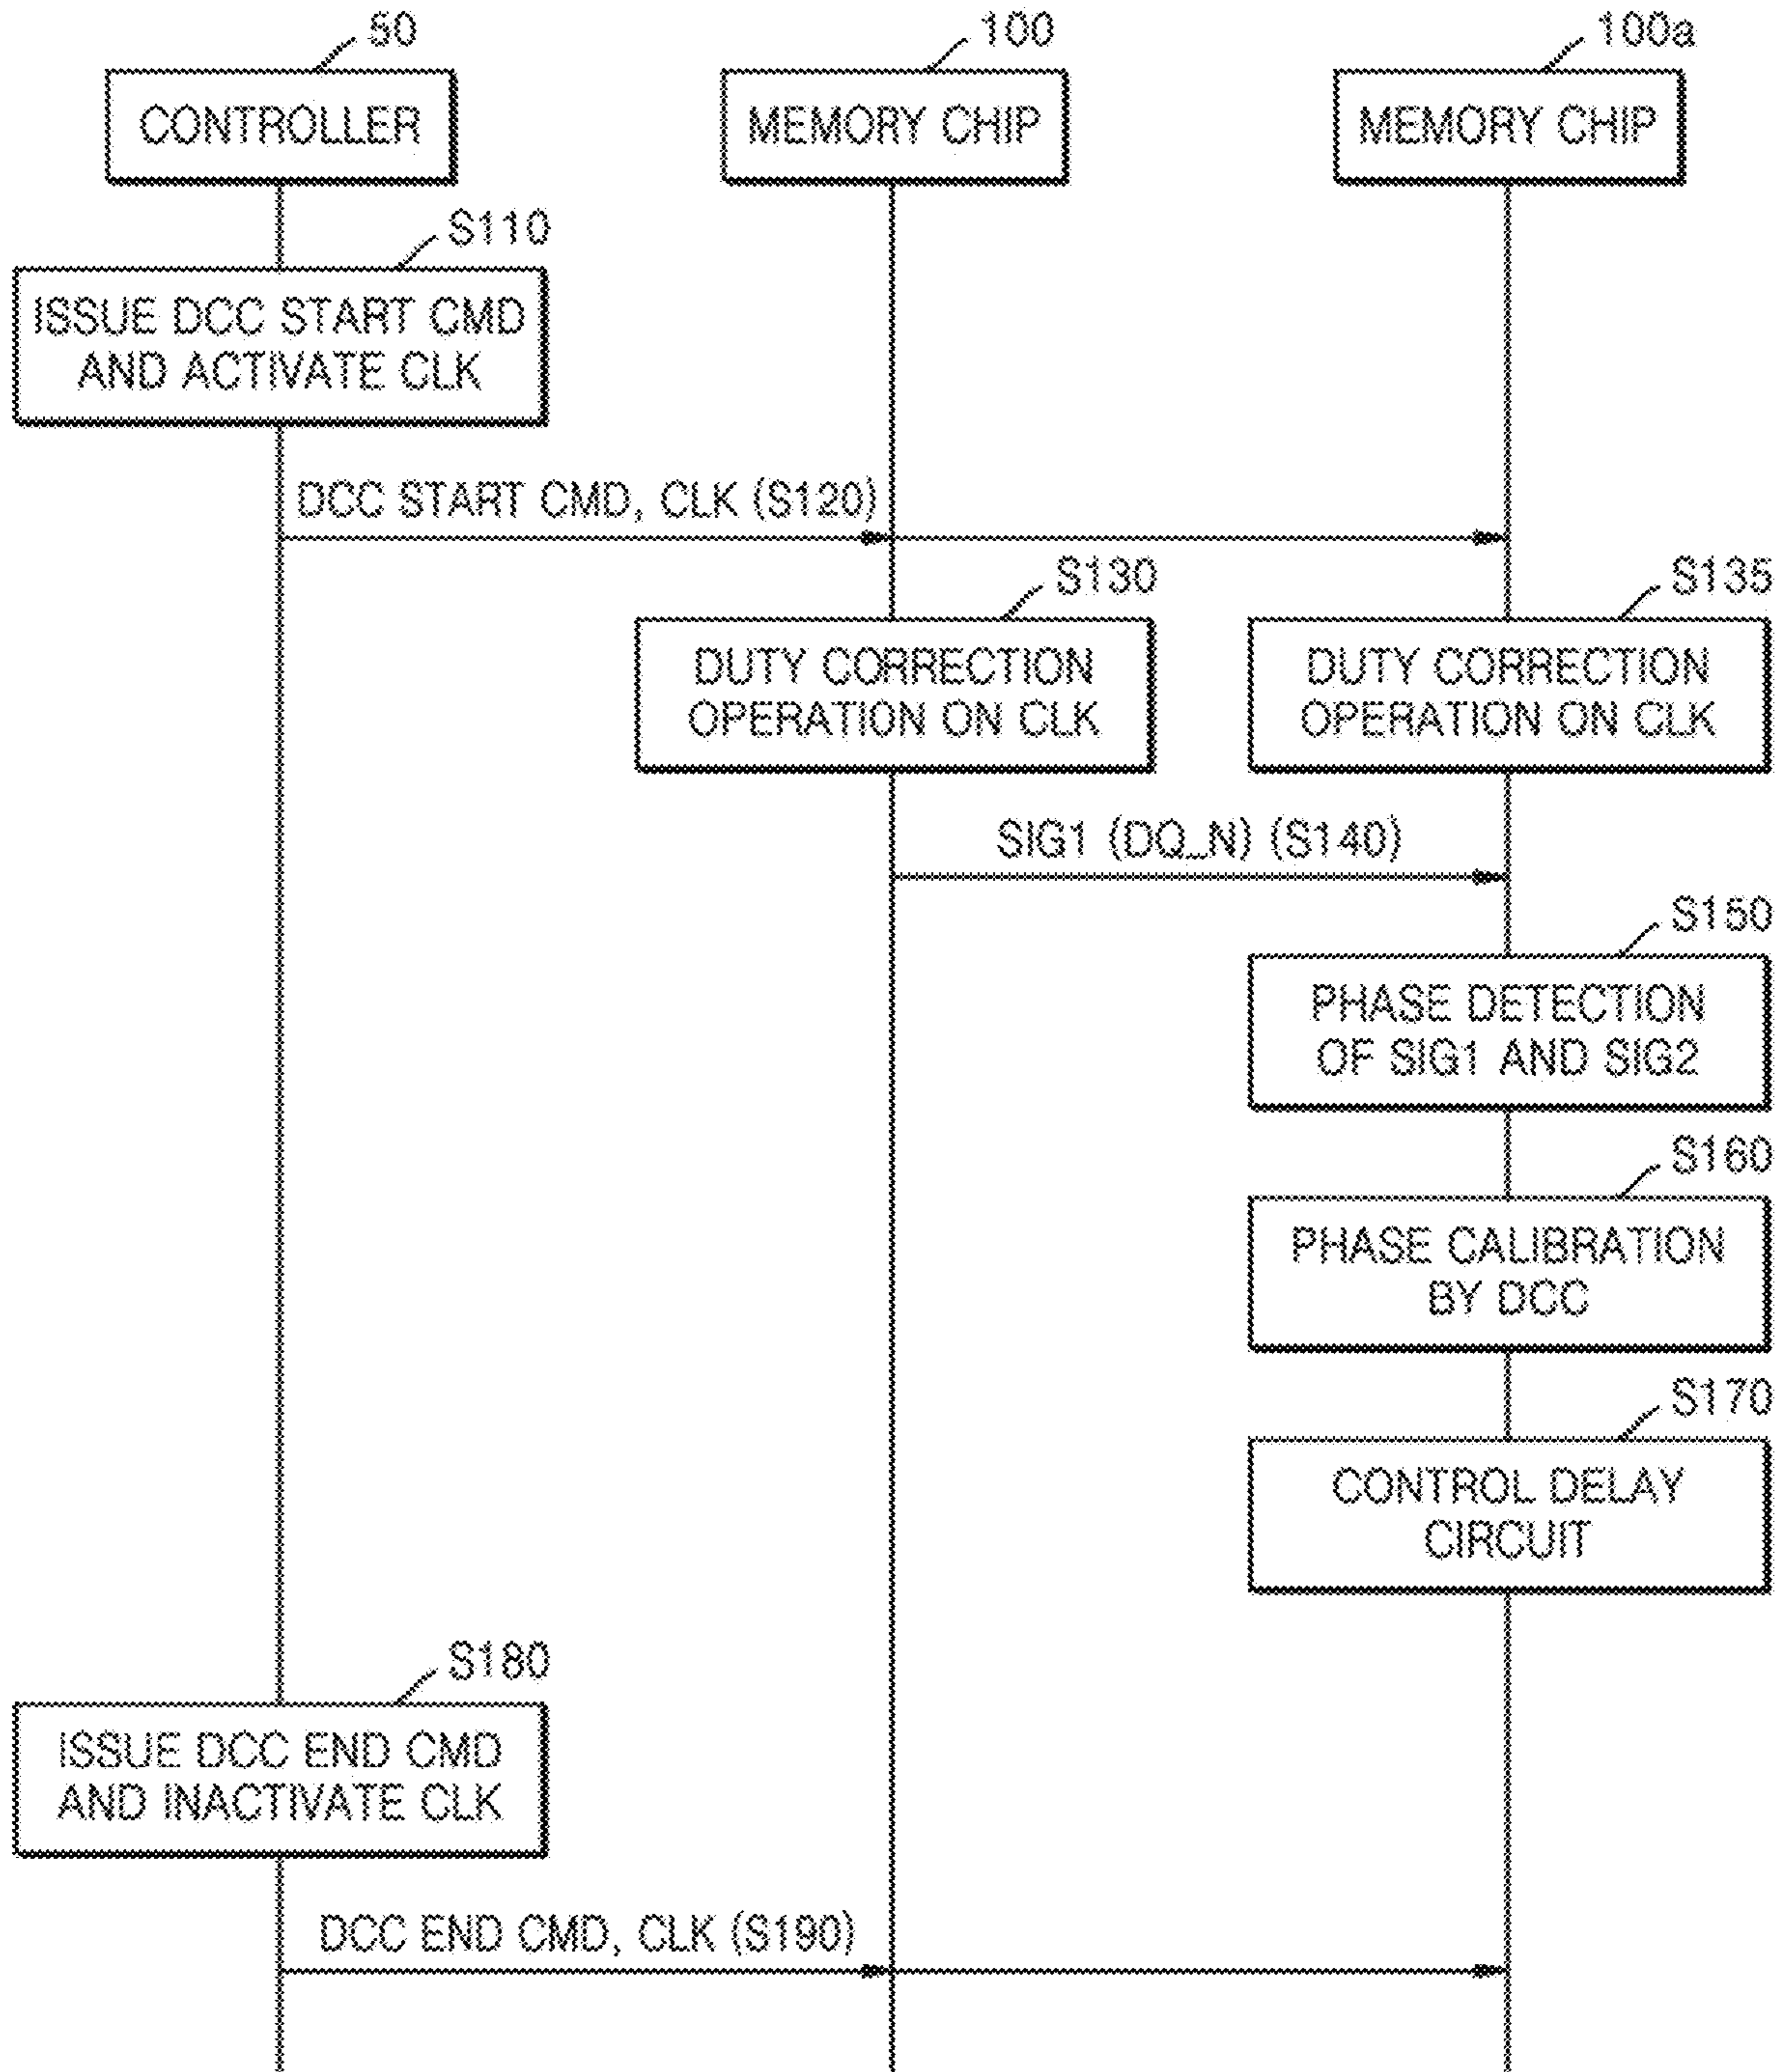 50
100
100a
CONTROLLER
MEMORY CHIP
MEMORY CHIP
S110
ISSUE DCC START CMD
AND ACTIVATE CLK
DCC START CMD, CLK (S120)
S130
S135
DUTY CORRECTION
OPERATION ON CLK
DUTY CORRECTION
OPERATION ON CLK
SIG1 (DQ_N) (S140)
S150
PHASE DETECTION
OF SIG1 AND SIG2
S160
PHASE CALIBRATION
BY DCC
S170
CONTROL DELAY
CIRCUIT
S180
ISSUE DCC END CMD
AND INACTIVATE CLK
DCC END CMD, CLK (S190)